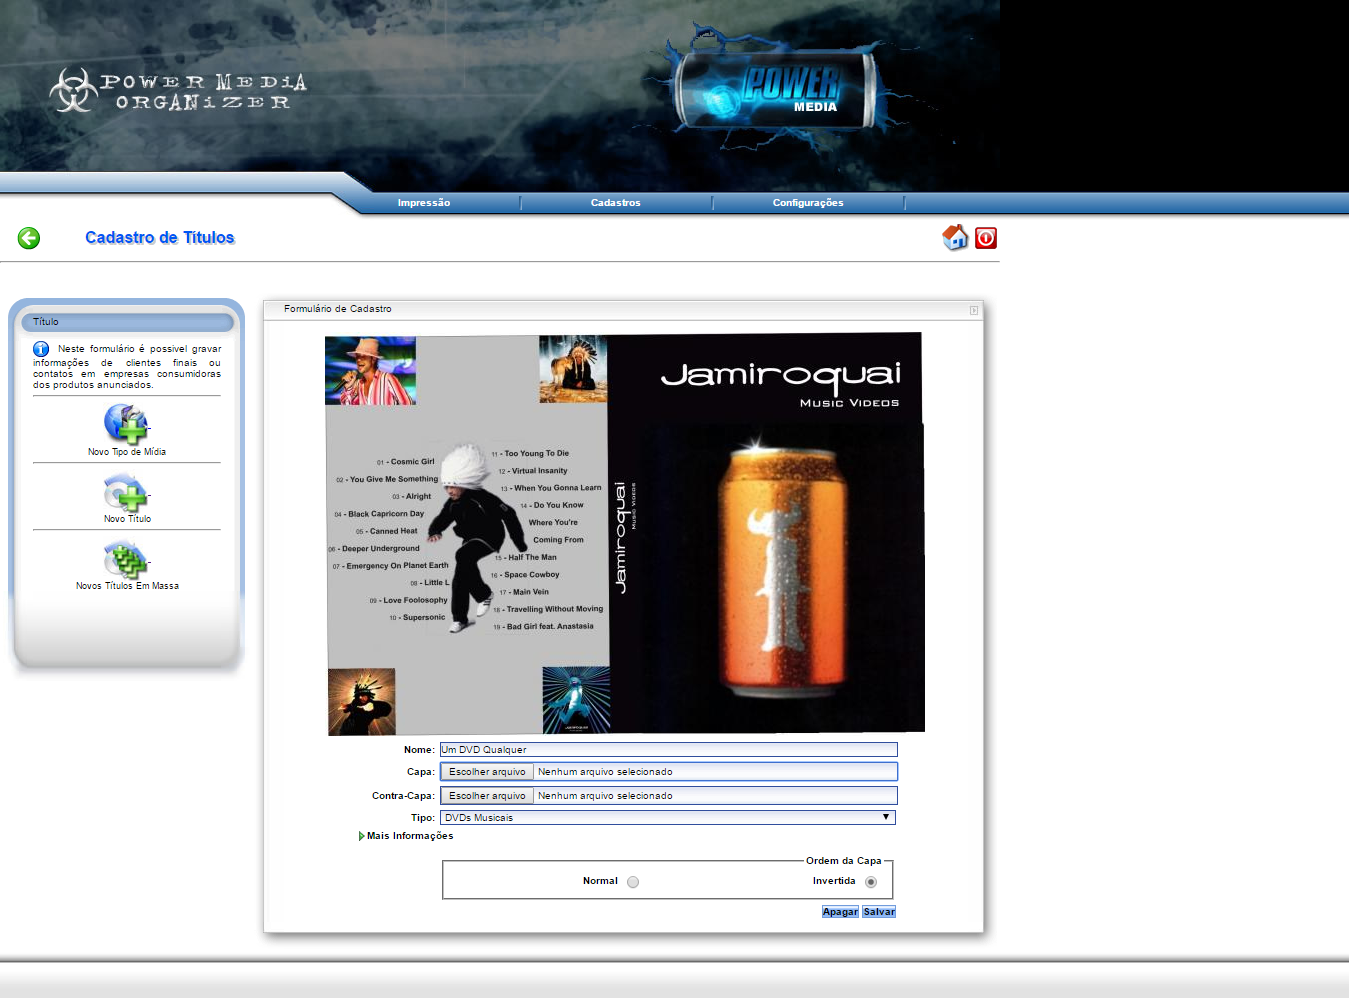 POWER MEDiA
ORGANiZER
POWER
MEDIA
Impressão
Cadastros
Configurações
Cadastro de Títulos
Título
Neste formulário é possivel gravar
informações de clientes finais ou
contatos em empresas consumidoras
dos produtos anunciados.
Novo Tipo de Mídia
Novo Título
Novos Títulos Em Massa
Formulário de Cadastro
01 - Cosmic Girl
02 - You Give Me Something
03 - Alright
04 - Black Capricorn Day
05 - Canned Heat
06 - Deeper Underground
07 - Emergency On Planet Earth
08 - Little L
09 - Love Foolosophy
10 - Supersonic
11 - Too Young To Die
12 - Virtual Insanity
13 - When You Gonna Learn
14 - Do You Know
Where You're
Coming From
15 - Half The Man
16 - Space Cowboy
17 - Main Vein
18 - Travelling Without Moving
19 - Bad Girl feat. Anastasia
JAMIROQUAI
Jamiroquai
Music Videos
Jamiroquai
Music Videos
Nome: Um DVD Qualquer
Capa: Escolher arquivo Nenhum arquivo selecionado
Contra-Capa: Escolher arquivo Nenhum arquivo selecionado
Tipo: DVDs Musicais
Mais Informações
Ordem da Capa
Normal
Invertida
Apagar Salvar